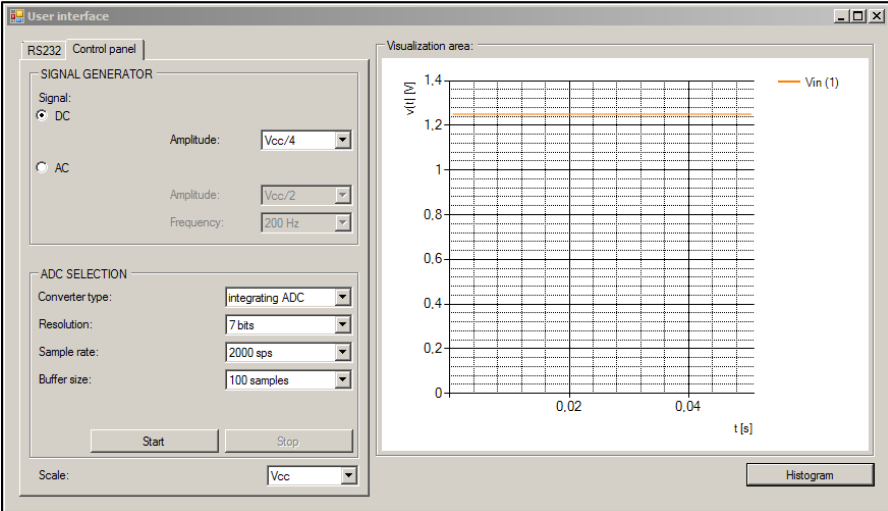 User interface
RS232 Control panel
SIGNAL GENERATOR
Signal:
DC
Amplitude: Vcc/4
AC
Amplitude: Vcc/2
Frequency: 200 Hz
ADC SELECTION
Converter type: integrating ADC
Resolution: 7 bits
Sample rate: 2000 sps
Buffer size: 100 samples
Start Stop
Scale: Vcc
Visualization area:
v(t) [V]
1,4
1,2
1
0,8
0,6
0,4
0,2
0
0,02 0,04
t [s]
Vin (1)
Histogram